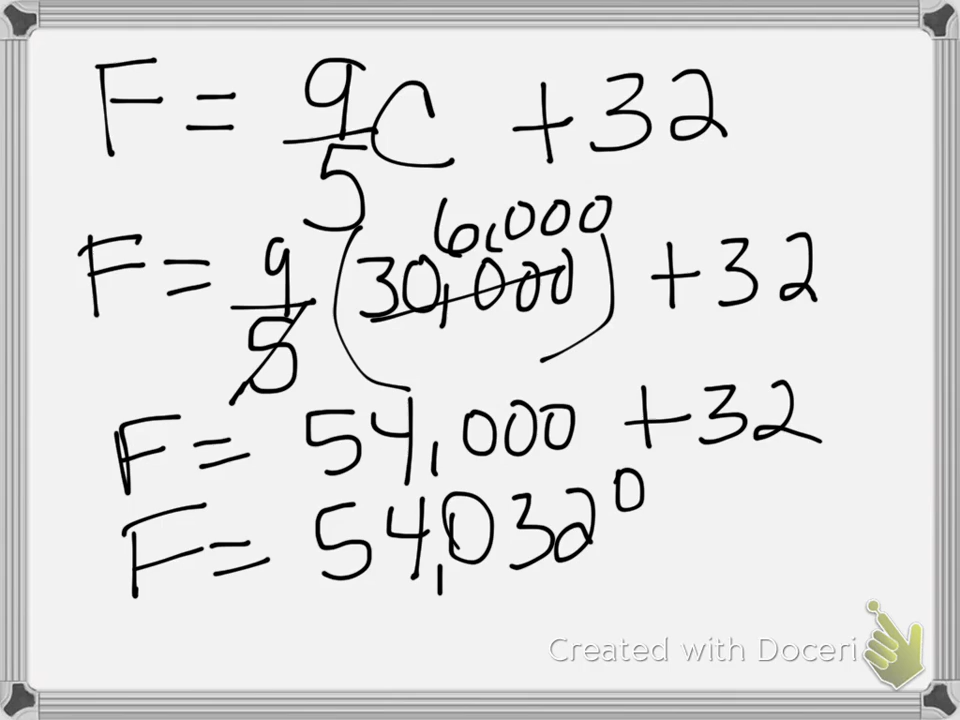 F = 9/5 C + 32
F = 9/5 (30,000) + 32
6,000
F = 54,000 + 32
F = 54,032°
Created with Doceri